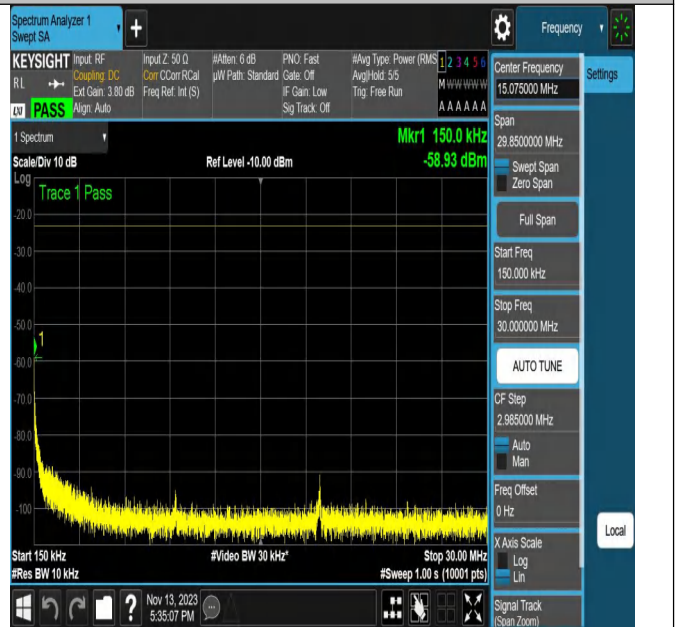 Spectrum Analyzer 1
Swept SA
+
Frequency
KEYSIGHT
RL
LXI PASS
Input: RF
Coupling: DC
Ext Gain: 3.80 dB
Align: Auto
Input Z: 50 Ω
Corr CCorr RCal
Freq Ref: Int (S)
#Atten: 6 dB
µW Path: Standard
PNO: Fast
Gate: Off
IF Gain: Low
Sig Track: Off
#Avg Type: Power (RMS
Avg|Hold: 5/5
Trig: Free Run
1 2 3 4 5 6
M W W W W W
A A A A A A
1 Spectrum
Scale/Div 10 dB
Log
Ref Level -10.00 dBm
Mkr1 150.0 kHz
-58.93 dBm
Trace 1 Pass
-20.0
-30.0
-40.0
-50.0
1
-60.0
-70.0
-80.0
-90.0
-100
Start 150 kHz
#Video BW 30 kHz*
Stop 30.00 MHz
#Res BW 10 kHz
#Sweep 1.00 s (10001 pts)
Center Frequency
15.075000 MHz
Settings
Span
29.8500000 MHz
Swept Span
Zero Span
Full Span
Start Freq
150.000 kHz
Stop Freq
30.000000 MHz
AUTO TUNE
CF Step
2.985000 MHz
Auto
Man
Freq Offset
0 Hz
X Axis Scale
Log
Lin
Local
Signal Track
(Span Zoom)
?
Nov 13, 2023
5:35:07 PM